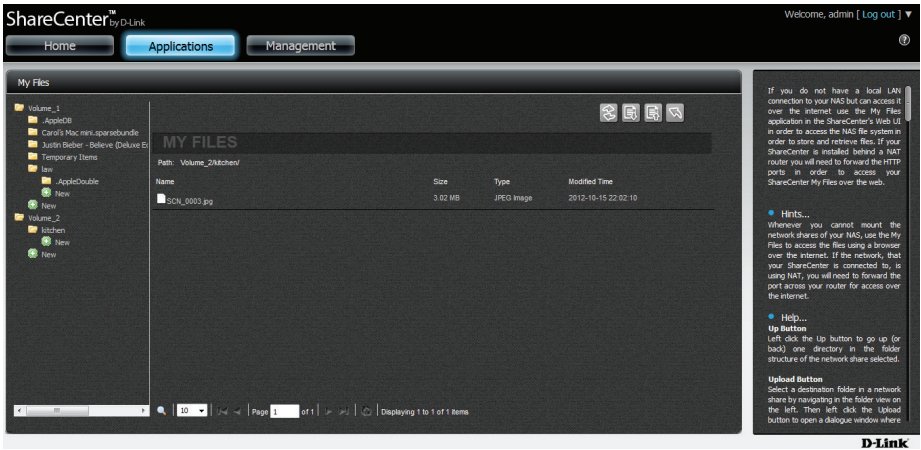 ShareCenter™ by D-Link
Welcome, admin [ Log out ] ▼
Home
Applications
Management
My Files
Volume_1
.AppleDB
Carol's Mac mini.sparsebundle
Justin Bieber - Believe (Deluxe Ed
Temporary Items
law
.AppleDouble
New
New
Volume_2
kitchen
New
New
MY FILES
Path: Volume_2/kitchen/
Name Size Type Modified Time
SCN_0003.jpg 3.02 MB JPEG Image 2012-10-15 22:02:10
10 Page 1 of 1 Displaying 1 to 1 of 1 items
If you do not have a local LAN
connection to your NAS but can access it
over the internet use the My Files
application in the ShareCenter's Web UI
in order to access the NAS file system in
order to store and retrieve files. If your
ShareCenter is installed behind a NAT
router you will need to forward the HTTP
ports in order to access your
ShareCenter My Files over the web.
Hints...
Whenever you cannot mount the
network shares of your NAS, use the My
Files to access the files using a browser
over the internet. If the network, that
your ShareCenter is connected to, is
using NAT, you will need to forward the
port across your router for access over
the internet.
Help...
Up Button
Left click the Up button to go up (or
back) one directory in the folder
structure of the network share selected.
Upload Button
Select a destination folder in a network
share by navigating in the folder view on
the left. Then left click the Upload
button to open a dialogue window where
D-Link